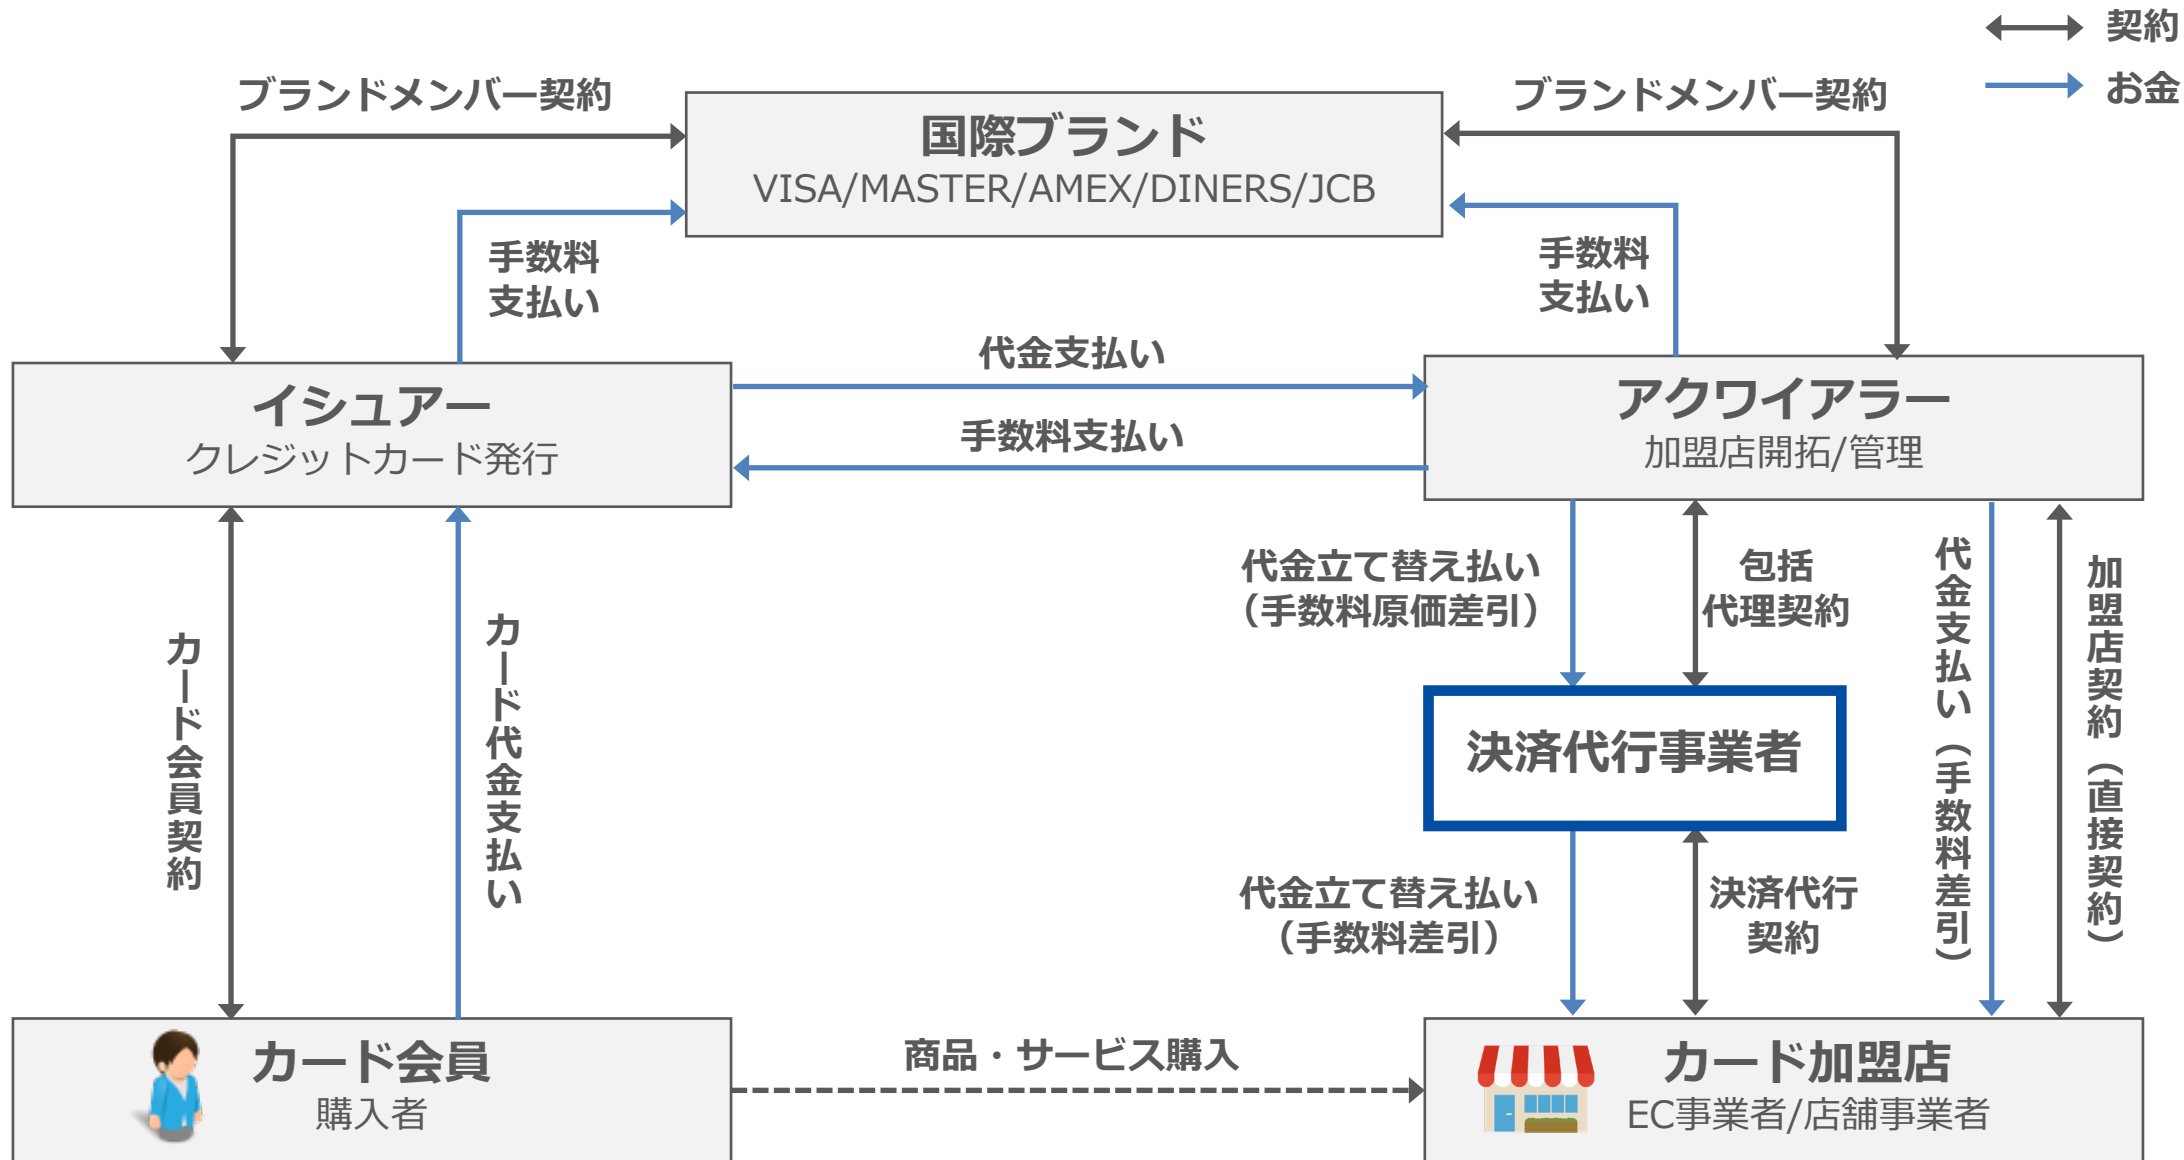 契約
お金
ブランドメンバー契約
ブランドメンバー契約
国際ブランド
VISA/MASTER/AMEX/DINERS/JCB
手数料
支払い
手数料
支払い
代金支払い
イシュアー
クレジットカード発行
アクワイアラー
加盟店開拓/管理
手数料支払い
カード会員契約
カード代金支払い
代金立て替え払い
（手数料原価差引）
包括
代理契約
代金支払い（手数料差引）
加盟店契約（直接契約）
決済代行事業者
代金立て替え払い
（手数料差引）
決済代行
契約
カード会員
購入者
商品・サービス購入
カード加盟店
EC事業者/店舗事業者